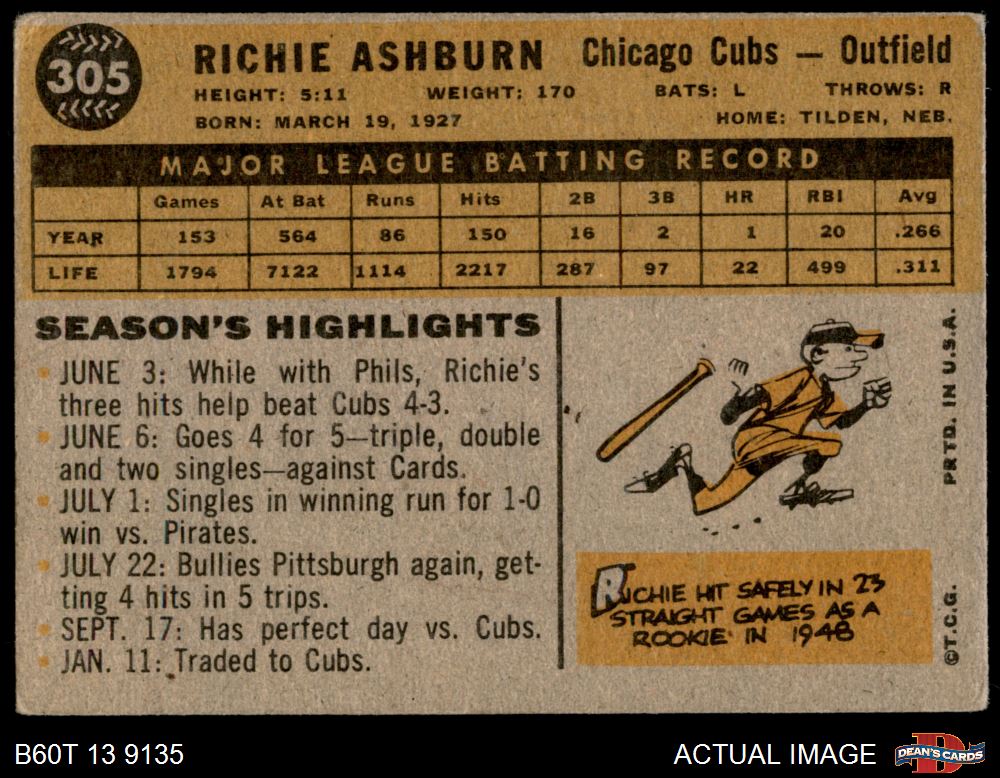 305
RICHIE ASHBURN Chicago Cubs — Outfield
HEIGHT: 5:11 WEIGHT: 170 BATS: L THROWS: R
BORN: MARCH 19, 1927 HOME: TILDEN, NEB.
MAJOR LEAGUE BATTING RECORD
Games At Bat Runs Hits 2B 3B HR RBI Avg
YEAR 153 564 86 150 16 2 1 20 .266
LIFE 1794 7122 1114 2217 287 97 22 499 .311
SEASON'S HIGHLIGHTS
JUNE 3: While with Phils, Richie's
three hits help beat Cubs 4-3.
JUNE 6: Goes 4 for 5—triple, double
and two singles—against Cards.
JULY 1: Singles in winning run for 1-0
win vs. Pirates.
JULY 22: Bullies Pittsburgh again, get-
ting 4 hits in 5 trips.
SEPT. 17: Has perfect day vs. Cubs.
JAN. 11: Traded to Cubs.
RICHIE HIT SAFELY IN 23
STRAIGHT GAMES AS A
ROOKIE IN 1948
©T.C.G. PRTD. IN U.S.A.
B60T 13 9135 ACTUAL IMAGE
DEAN'S CARDS